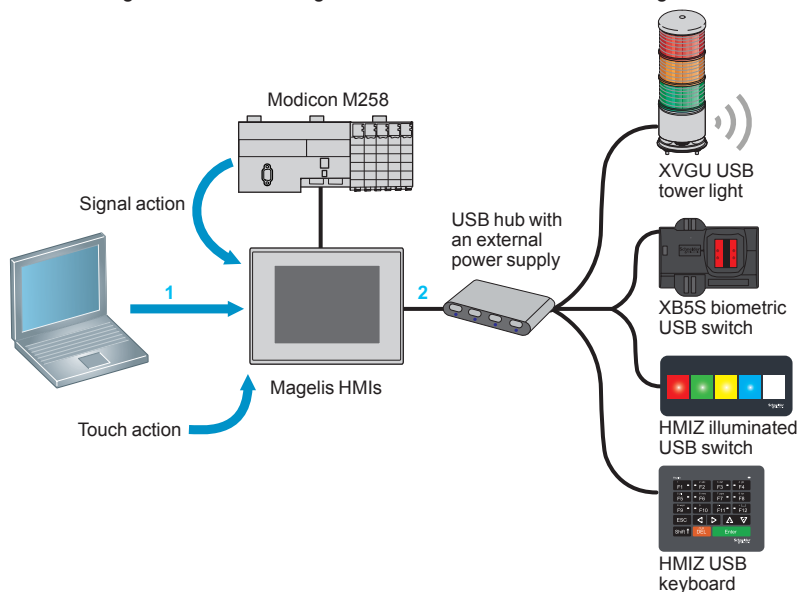 Modicon M258
Signal action
1
2
Touch action
Magelis HMIs
USB hub with
an external
power supply
XVGU USB
tower light
XB5S biometric
USB switch
HMIZ illuminated
USB switch
F1 F2 F3 F4
F5 F6 F7 F8
F9 F10 F11 F12
ESC
Shift DEL Enter
HMIZ USB
keyboard